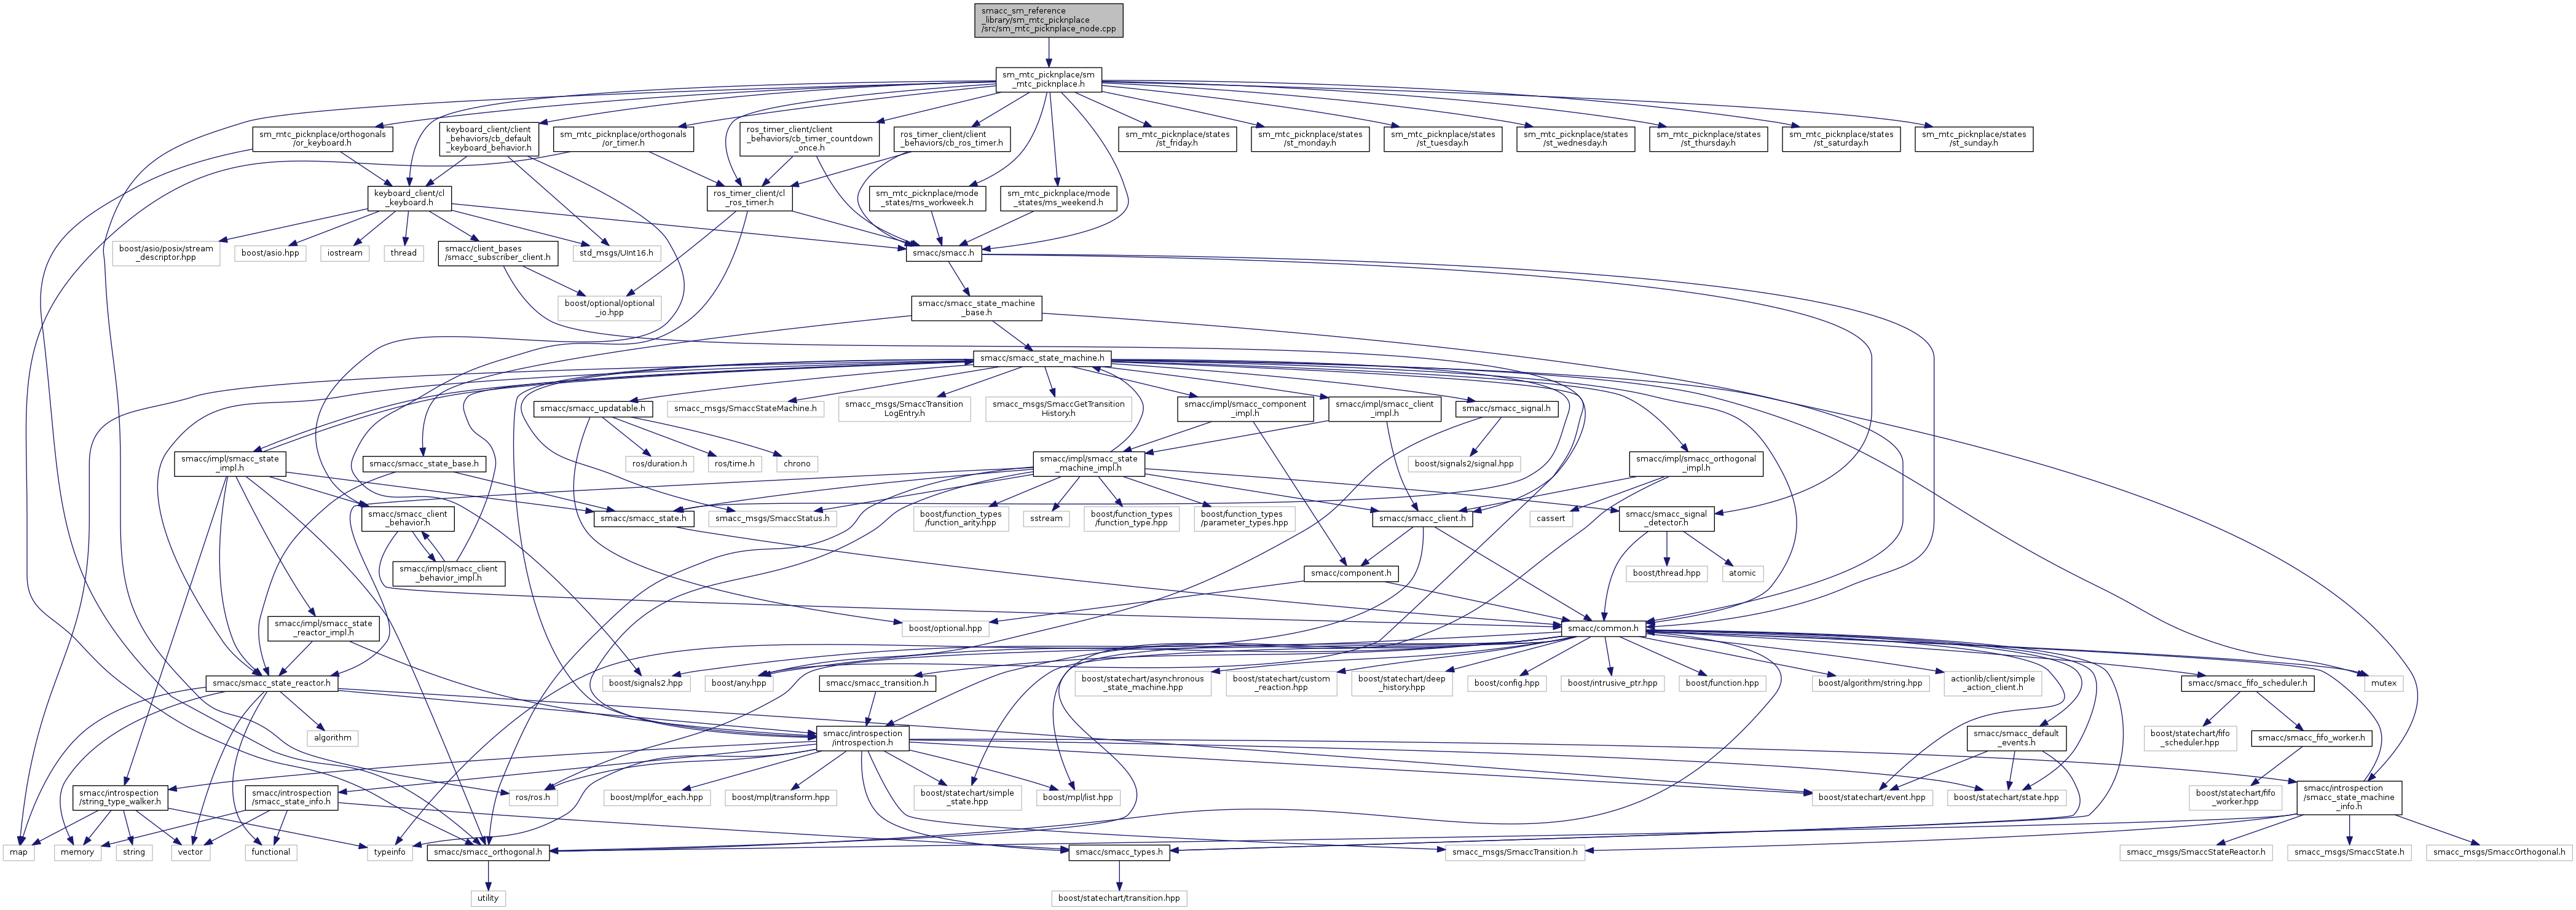 smacc_sm_reference
_library/sm_mtc_picknplace
/src/sm_mtc_picknplace_node.cpp
sm_mtc_picknplace/sm
_mtc_picknplace.h
sm_mtc_picknplace/orthogonals
/or_keyboard.h
keyboard_client/client
_behaviors/cb_default
_keyboard_behavior.h
sm_mtc_picknplace/orthogonals
/or_timer.h
ros_timer_client/client
_behaviors/cb_timer_countdown
_once.h
ros_timer_client/client
_behaviors/cb_ros_timer.h
sm_mtc_picknplace/states
/st_friday.h
sm_mtc_picknplace/states
/st_monday.h
sm_mtc_picknplace/states
/st_tuesday.h
sm_mtc_picknplace/states
/st_wednesday.h
sm_mtc_picknplace/states
/st_thursday.h
sm_mtc_picknplace/states
/st_saturday.h
sm_mtc_picknplace/states
/st_sunday.h
keyboard_client/cl
_keyboard.h
ros_timer_client/cl
_ros_timer.h
sm_mtc_picknplace/mode
_states/ms_workweek.h
sm_mtc_picknplace/mode
_states/ms_weekend.h
boost/asio/posix/stream
_descriptor.hpp
boost/asio.hpp
iostream
thread
smacc/client_bases
/smacc_subscriber_client.h
std_msgs/UInt16.h
smacc/smacc.h
boost/optional/optional
_io.hpp
smacc/smacc_state_machine
_base.h
smacc/smacc_state_machine.h
smacc/smacc_updatable.h
smacc_msgs/SmaccStateMachine.h
smacc_msgs/SmaccTransition
LogEntry.h
smacc_msgs/SmaccGetTransition
History.h
smacc/impl/smacc_component
_impl.h
smacc/impl/smacc_client
_impl.h
smacc/smacc_signal.h
smacc/impl/smacc_state
_impl.h
smacc/smacc_state_base.h
ros/duration.h
ros/time.h
chrono
smacc/impl/smacc_state
_machine_impl.h
boost/signals2/signal.hpp
smacc/impl/smacc_orthogonal
_impl.h
smacc/smacc_client
_behavior.h
smacc/smacc_state.h
smacc_msgs/SmaccStatus.h
boost/function_types
/function_arity.hpp
sstream
boost/function_types
/function_type.hpp
boost/function_types
/parameter_types.hpp
smacc/smacc_client.h
cassert
smacc/smacc_signal
_detector.h
smacc/impl/smacc_client
_behavior_impl.h
smacc/component.h
boost/thread.hpp
atomic
smacc/impl/smacc_state
_reactor_impl.h
boost/optional.hpp
smacc/common.h
smacc/smacc_state_reactor.h
boost/signals2.hpp
boost/any.hpp
smacc/smacc_transition.h
boost/statechart/asynchronous
_state_machine.hpp
boost/statechart/custom
_reaction.hpp
boost/statechart/deep
_history.hpp
boost/config.hpp
boost/intrusive_ptr.hpp
boost/function.hpp
boost/algorithm/string.hpp
actionlib/client/simple
_action_client.h
smacc/smacc_fifo_scheduler.h
mutex
algorithm
smacc/introspection
/introspection.h
smacc/smacc_default
_events.h
boost/statechart/fifo
_scheduler.hpp
smacc/smacc_fifo_worker.h
smacc/introspection
/string_type_walker.h
smacc/introspection
/smacc_state_info.h
ros/ros.h
boost/mpl/for_each.hpp
boost/mpl/transform.hpp
boost/statechart/simple
_state.hpp
boost/mpl/list.hpp
boost/statechart/event.hpp
boost/statechart/state.hpp
boost/statechart/fifo
_worker.hpp
smacc/introspection
/smacc_state_machine
_info.h
map
memory
string
vector
functional
typeinfo
smacc/smacc_orthogonal.h
smacc/smacc_types.h
smacc_msgs/SmaccTransition.h
smacc_msgs/SmaccStateReactor.h
smacc_msgs/SmaccState.h
smacc_msgs/SmaccOrthogonal.h
utility
boost/statechart/transition.hpp